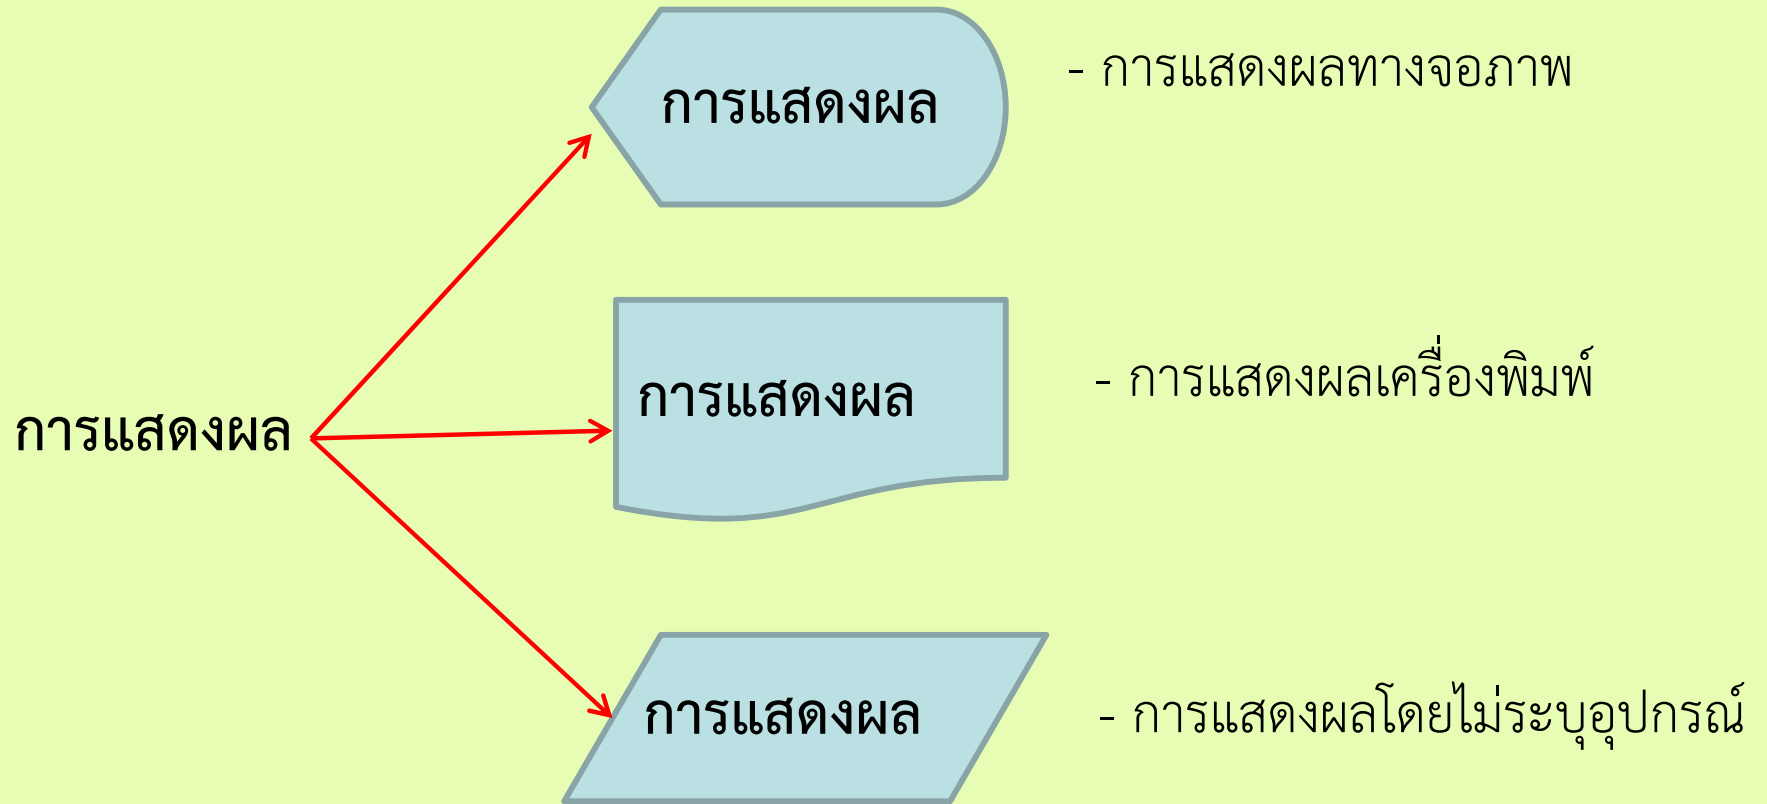 การแสดงผล
การแสดงผล
- การแสดงผลทางจอภาพ
การแสดงผล
- การแสดงผลเครื่องพิมพ์
การแสดงผล
- การแสดงผลโดยไม่ระบุอุปกรณ์